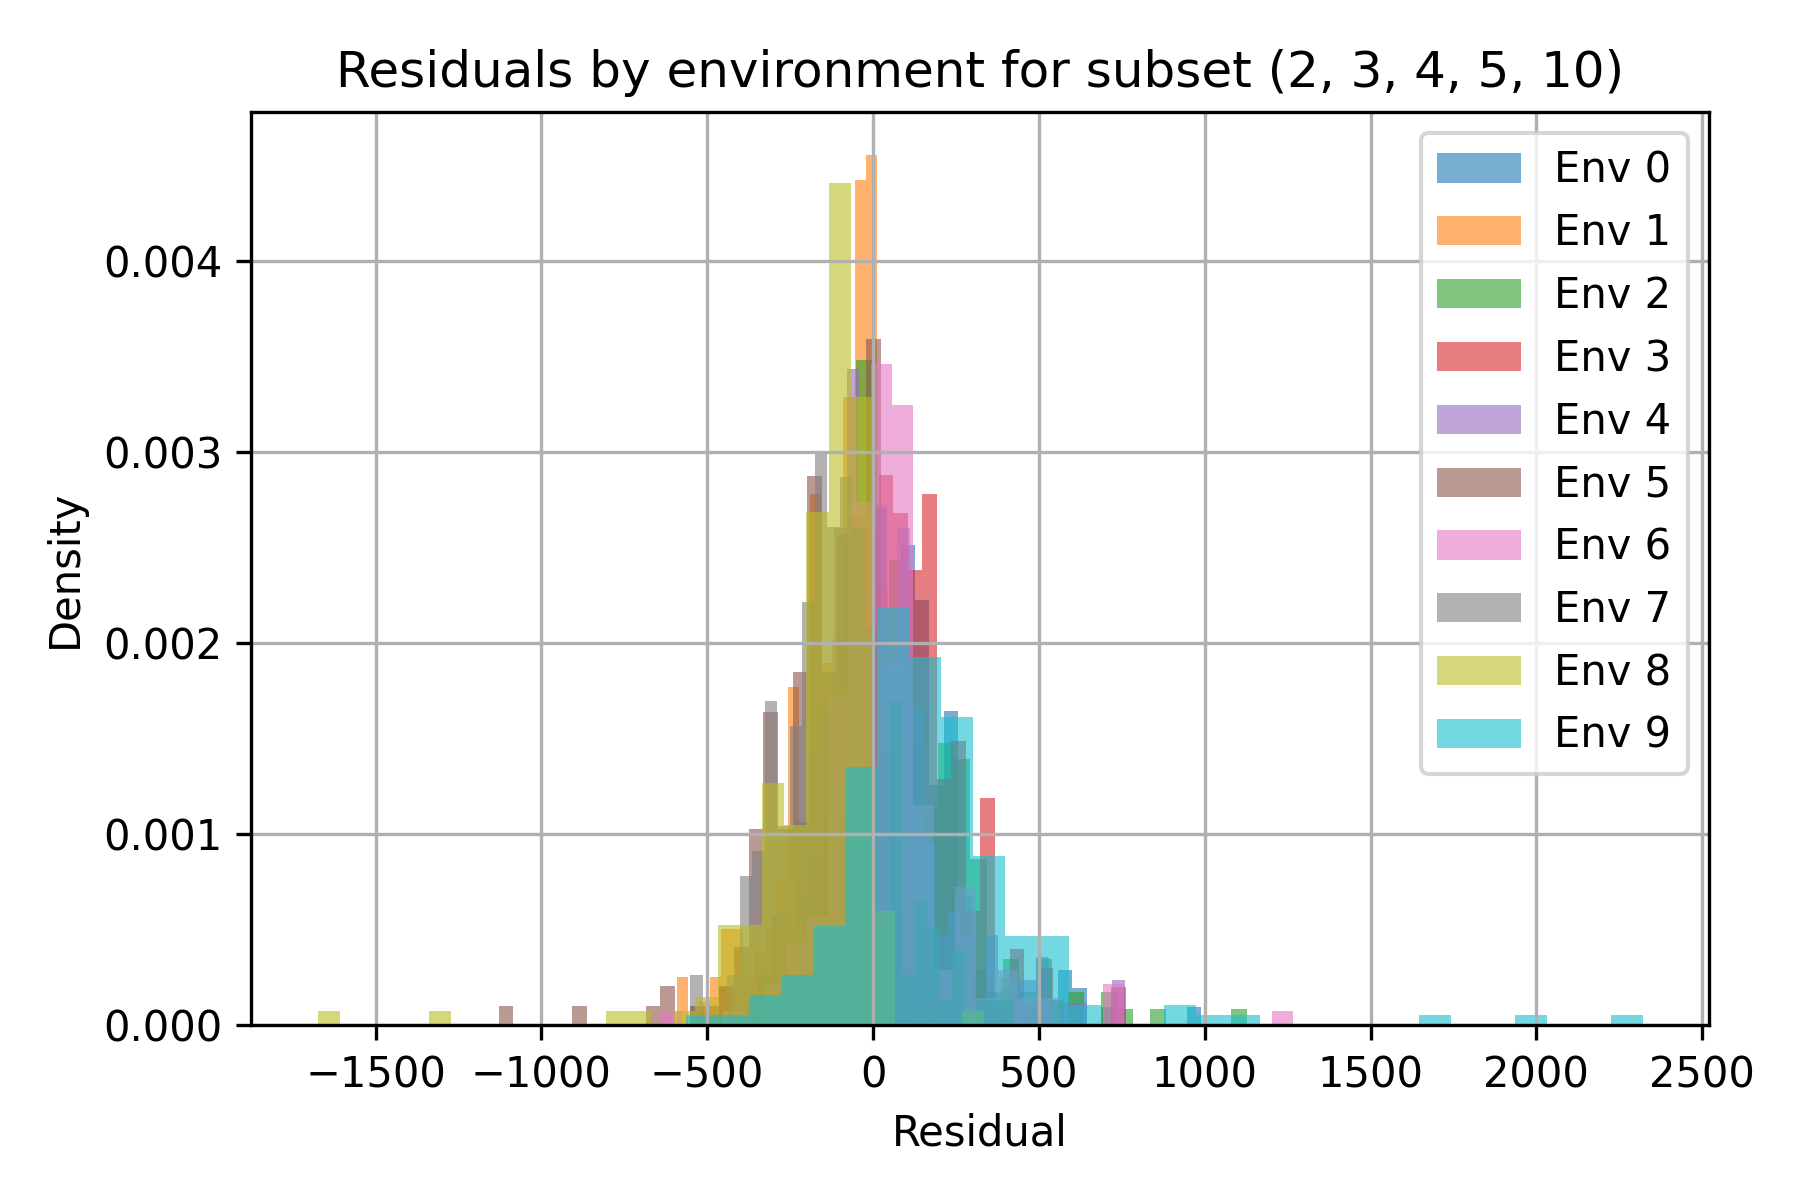 Residuals by environment for subset (2, 3, 4, 5, 10)
Density
0.004
0.003
0.002
0.001
0.000
Env 0
Env 1
Env 2
Env 3
Env 4
Env 5
Env 6
Env 7
Env 8
Env 9
−1500 −1000 −500 0 500 1000 1500 2000 2500
Residual